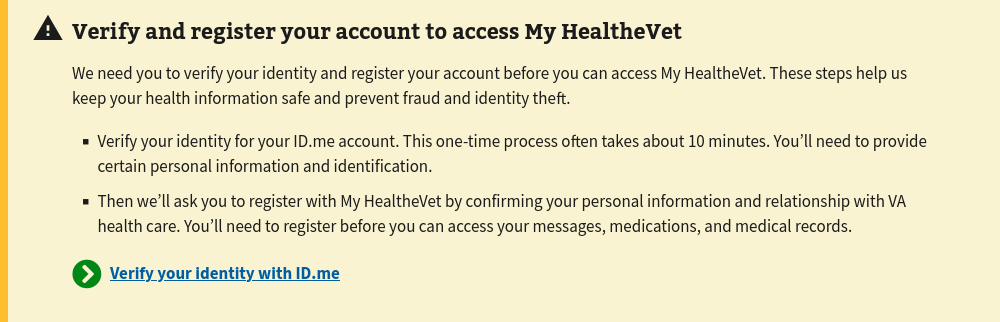 Verify and register your account to access My HealtheVet
We need you to verify your identity and register your account before you can access My HealtheVet. These steps help us
keep your health information safe and prevent fraud and identity theft.
Verify your identity for your ID.me account. This one-time process often takes about 10 minutes. You’ll need to provide
certain personal information and identification.
Then we’ll ask you to register with My HealtheVet by confirming your personal information and relationship with VA
health care. You’ll need to register before you can access your messages, medications, and medical records.
Verify your identity with ID.me